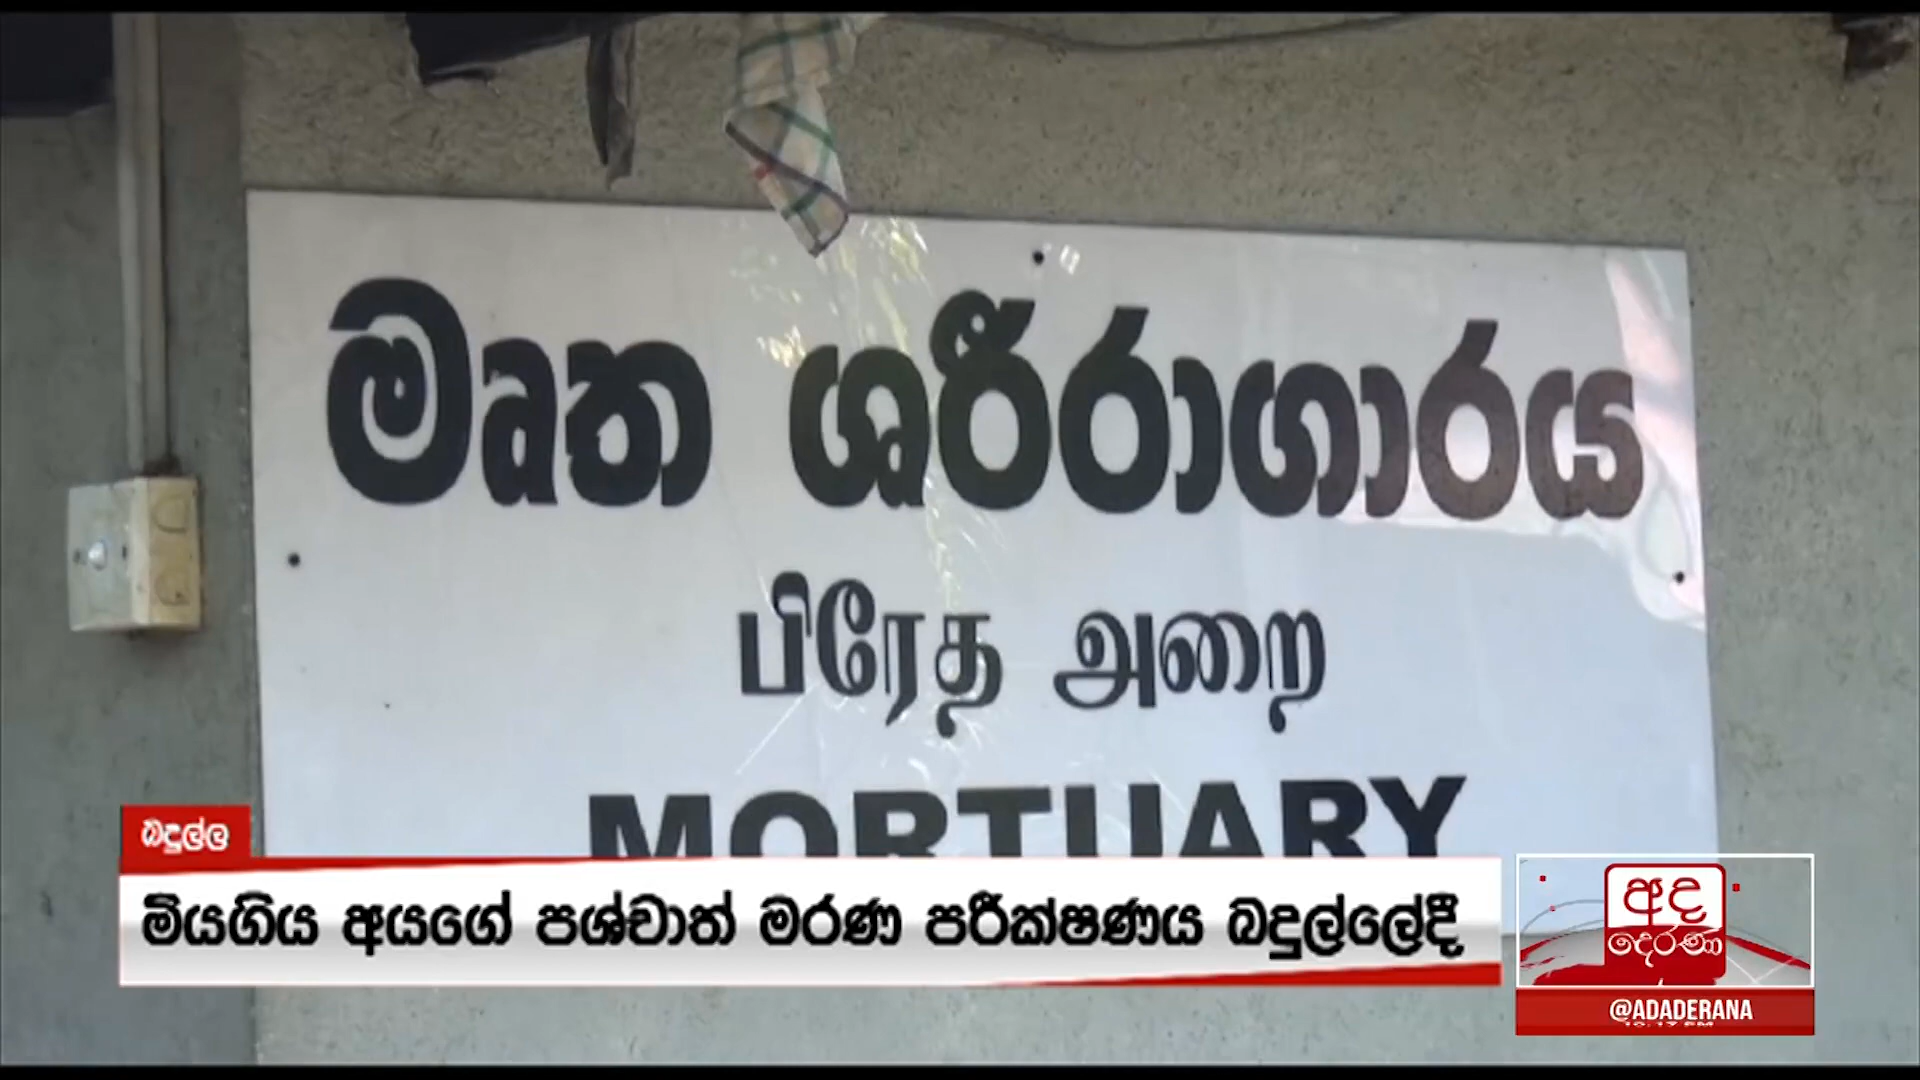 මෘත ශරීරාගාරය
பிரேத அறை
MORTUARY
බදුල්ල
මියගිය අයගේ පශ්චාත් මරණ පරීක්ෂණය බදුල්ලේදී
අද
දෙරණ
@ADADERANA